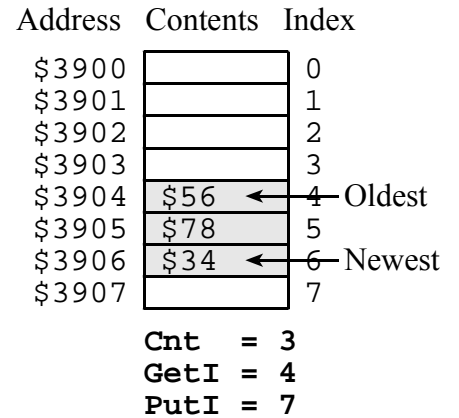 Address Contents Index
$3900 0
$3901 1
$3902 2
$3903 3
$3904 $56 4 Oldest
$3905 $78 5
$3906 $34 6 Newest
$3907 7
Cnt = 3
GetI = 4
PutI = 7